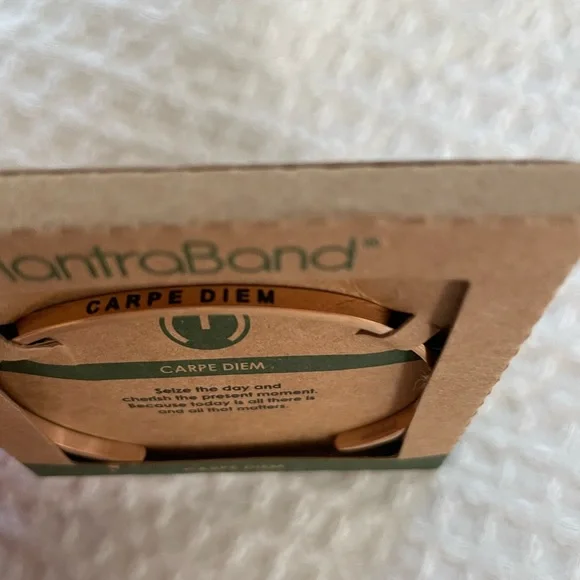 MantraBand®
CARPE DIEM
CARPE DIEM
Seize the day and
cherish the present moment.
Because today is all there is
and all that matters.
CARPE DIEM